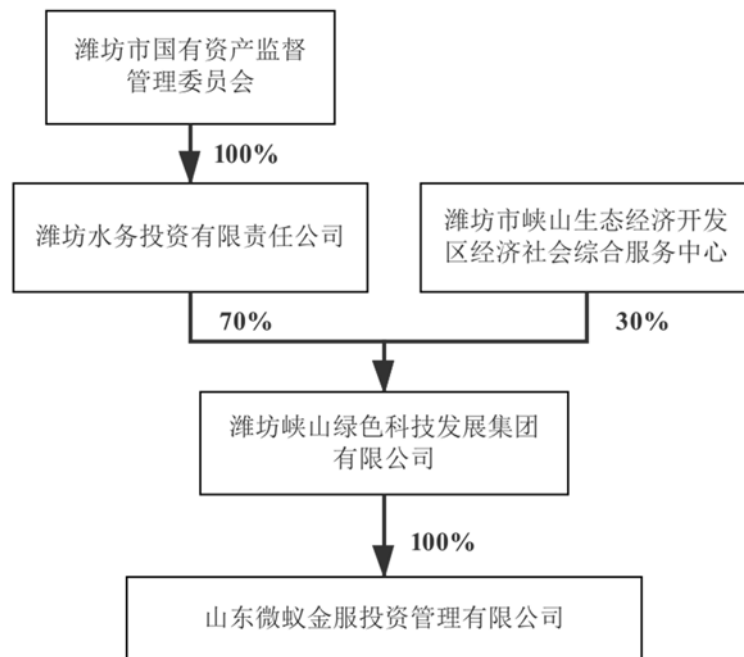 潍坊市国有资产监督
管理委员会
100%
潍坊水务投资有限责任公司
潍坊市峡山生态经济开发
区经济社会综合服务中心
70%
30%
潍坊峡山绿色科技发展集团
有限公司
100%
山东微蚁金服投资管理有限公司